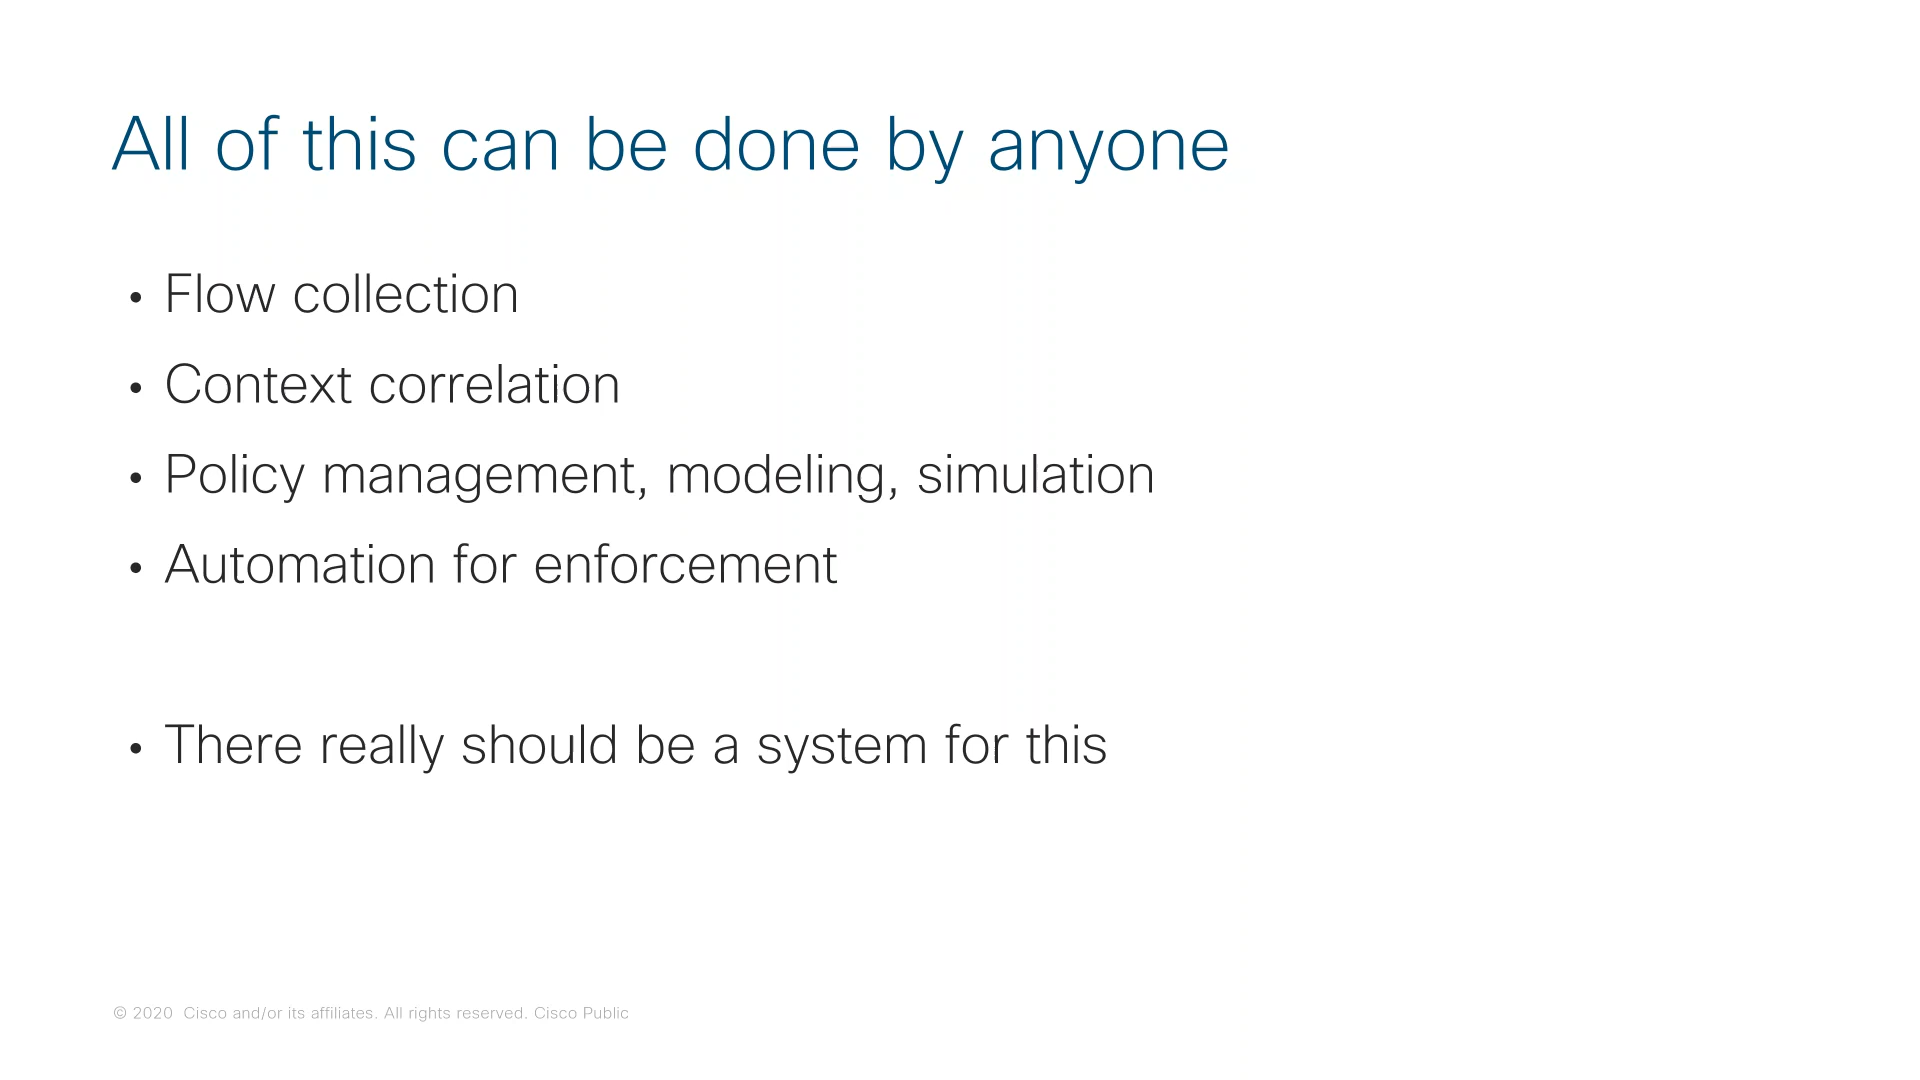 All of this can be done by anyone
• Flow collection
• Context correlation
• Policy management, modeling, simulation
• Automation for enforcement
• There really should be a system for this
© 2020 Cisco and/or its affiliates. All rights reserved. Cisco Public